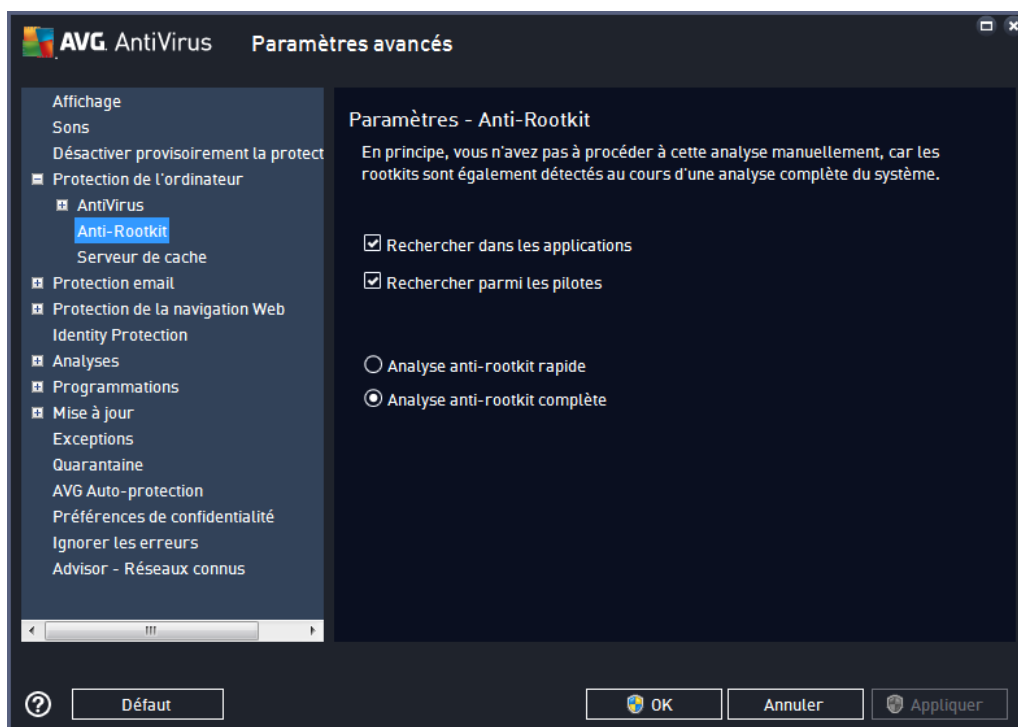 AVG. AntiVirus Paramètres avancés
Affichage
Sons
Désactiver provisoirement la protect
Protection de l'ordinateur
AntiVirus
Anti-Rootkit
Serveur de cache
Protection email
Protection de la navigation Web
Identity Protection
Analyses
Programmations
Mise à jour
Exceptions
Quarantaine
AVG Auto-protection
Préférences de confidentialité
Ignorer les erreurs
Advisor - Réseaux connus
Paramètres - Anti-Rootkit
En principe, vous n'avez pas à procéder à cette analyse manuellement, car les
rootkits sont également détectés au cours d'une analyse complète du système.
Rechercher dans les applications
Rechercher parmi les pilotes
Analyse anti-rootkit rapide
Analyse anti-rootkit complète
Défaut
OK
Annuler
Appliquer